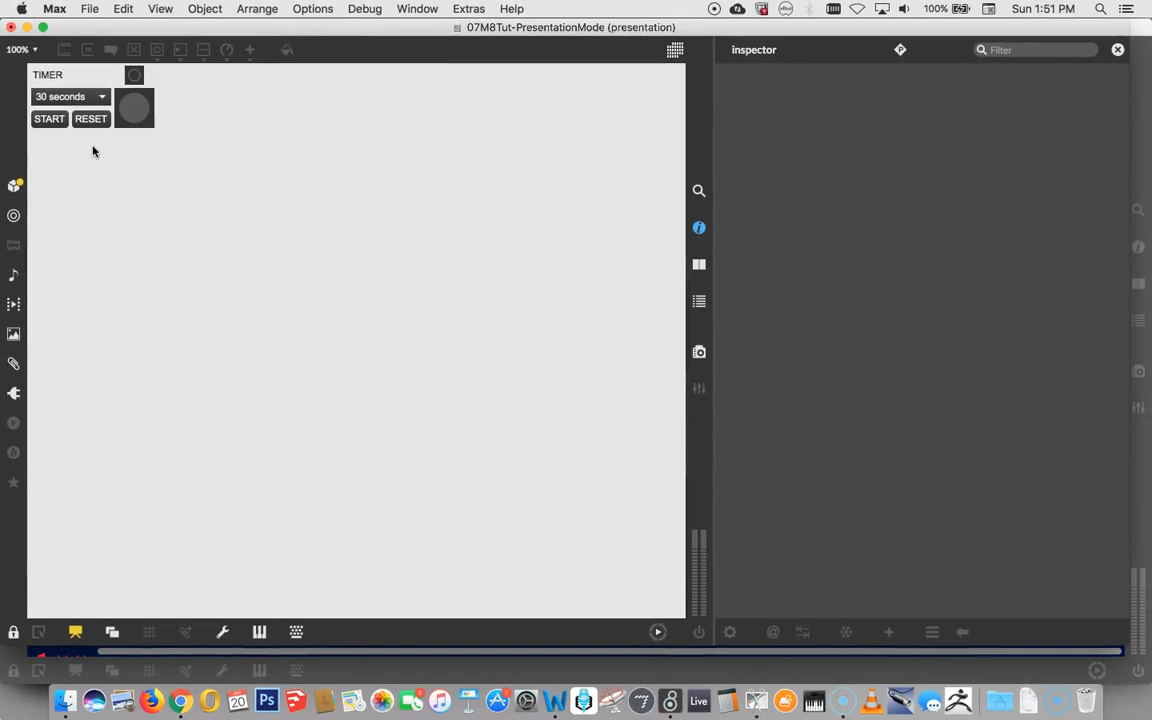 Max File Edit View Object Arrange Options Debug Window Extras Help 100% Sun 1:51 PM
07M8Tut-PresentationMode (presentation)
100% inspector Filter
TIMER
30 seconds
START RESET
Live